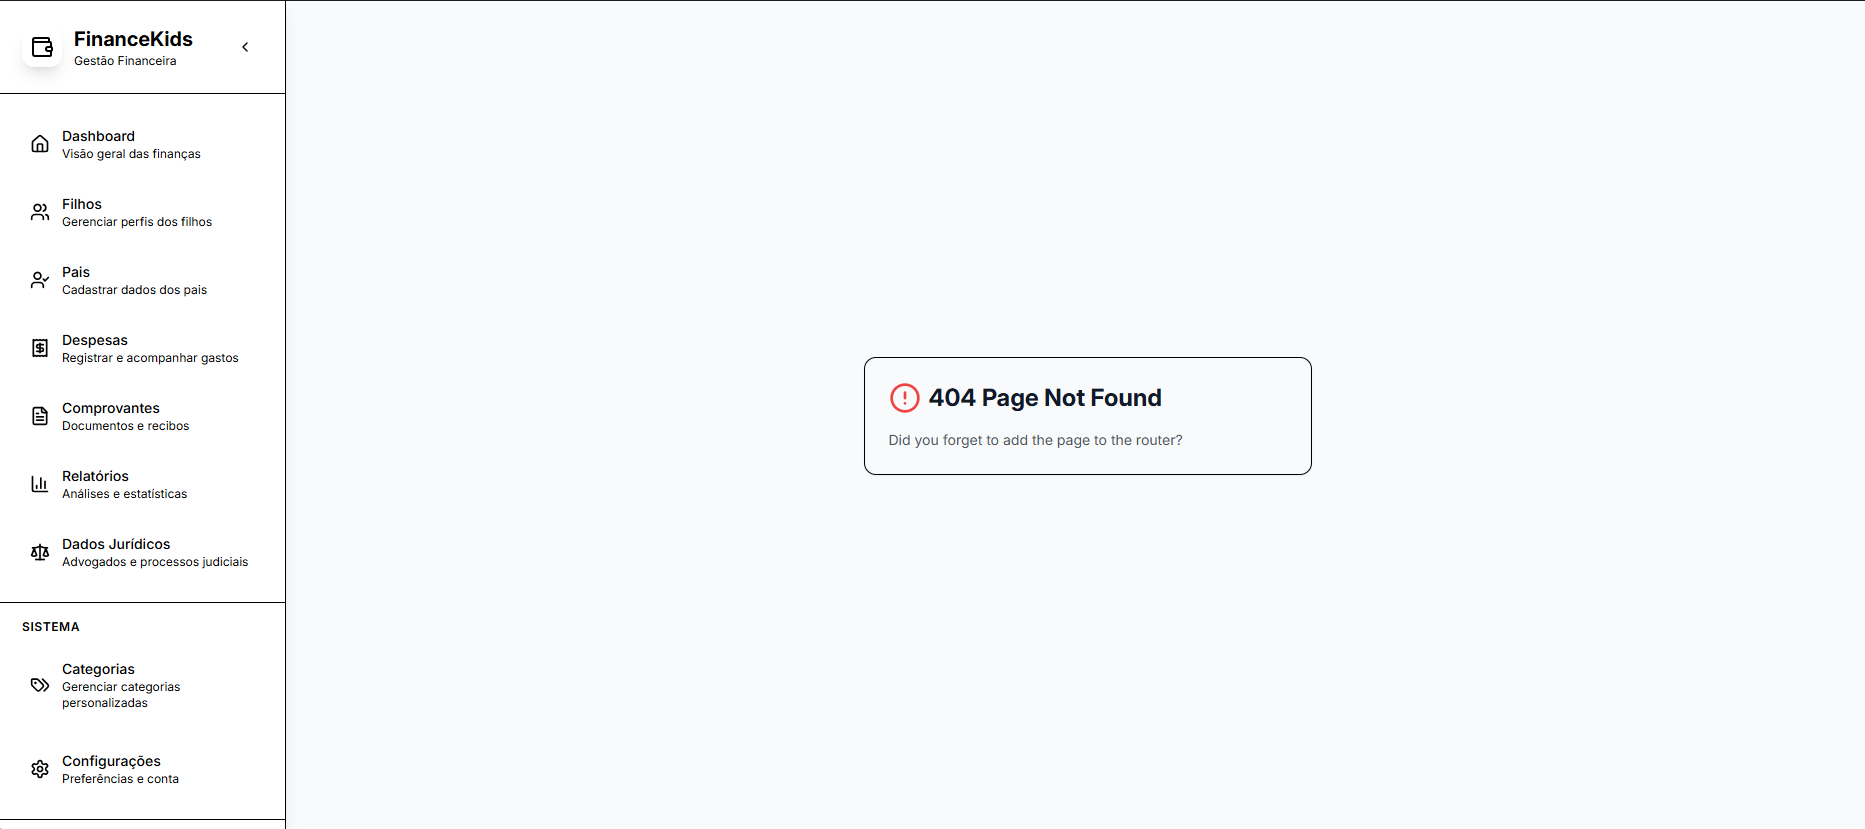 FinanceKids
Gestão Financeira
Dashboard
Visão geral das finanças
Filhos
Gerenciar perfis dos filhos
Pais
Cadastrar dados dos pais
Despesas
Registrar e acompanhar gastos
Comprovantes
Documentos e recibos
Relatórios
Análises e estatísticas
Dados Jurídicos
Advogados e processos judiciais
SISTEMA
Categorias
Gerenciar categorias
personalizadas
Configurações
Preferências e conta
404 Page Not Found
Did you forget to add the page to the router?